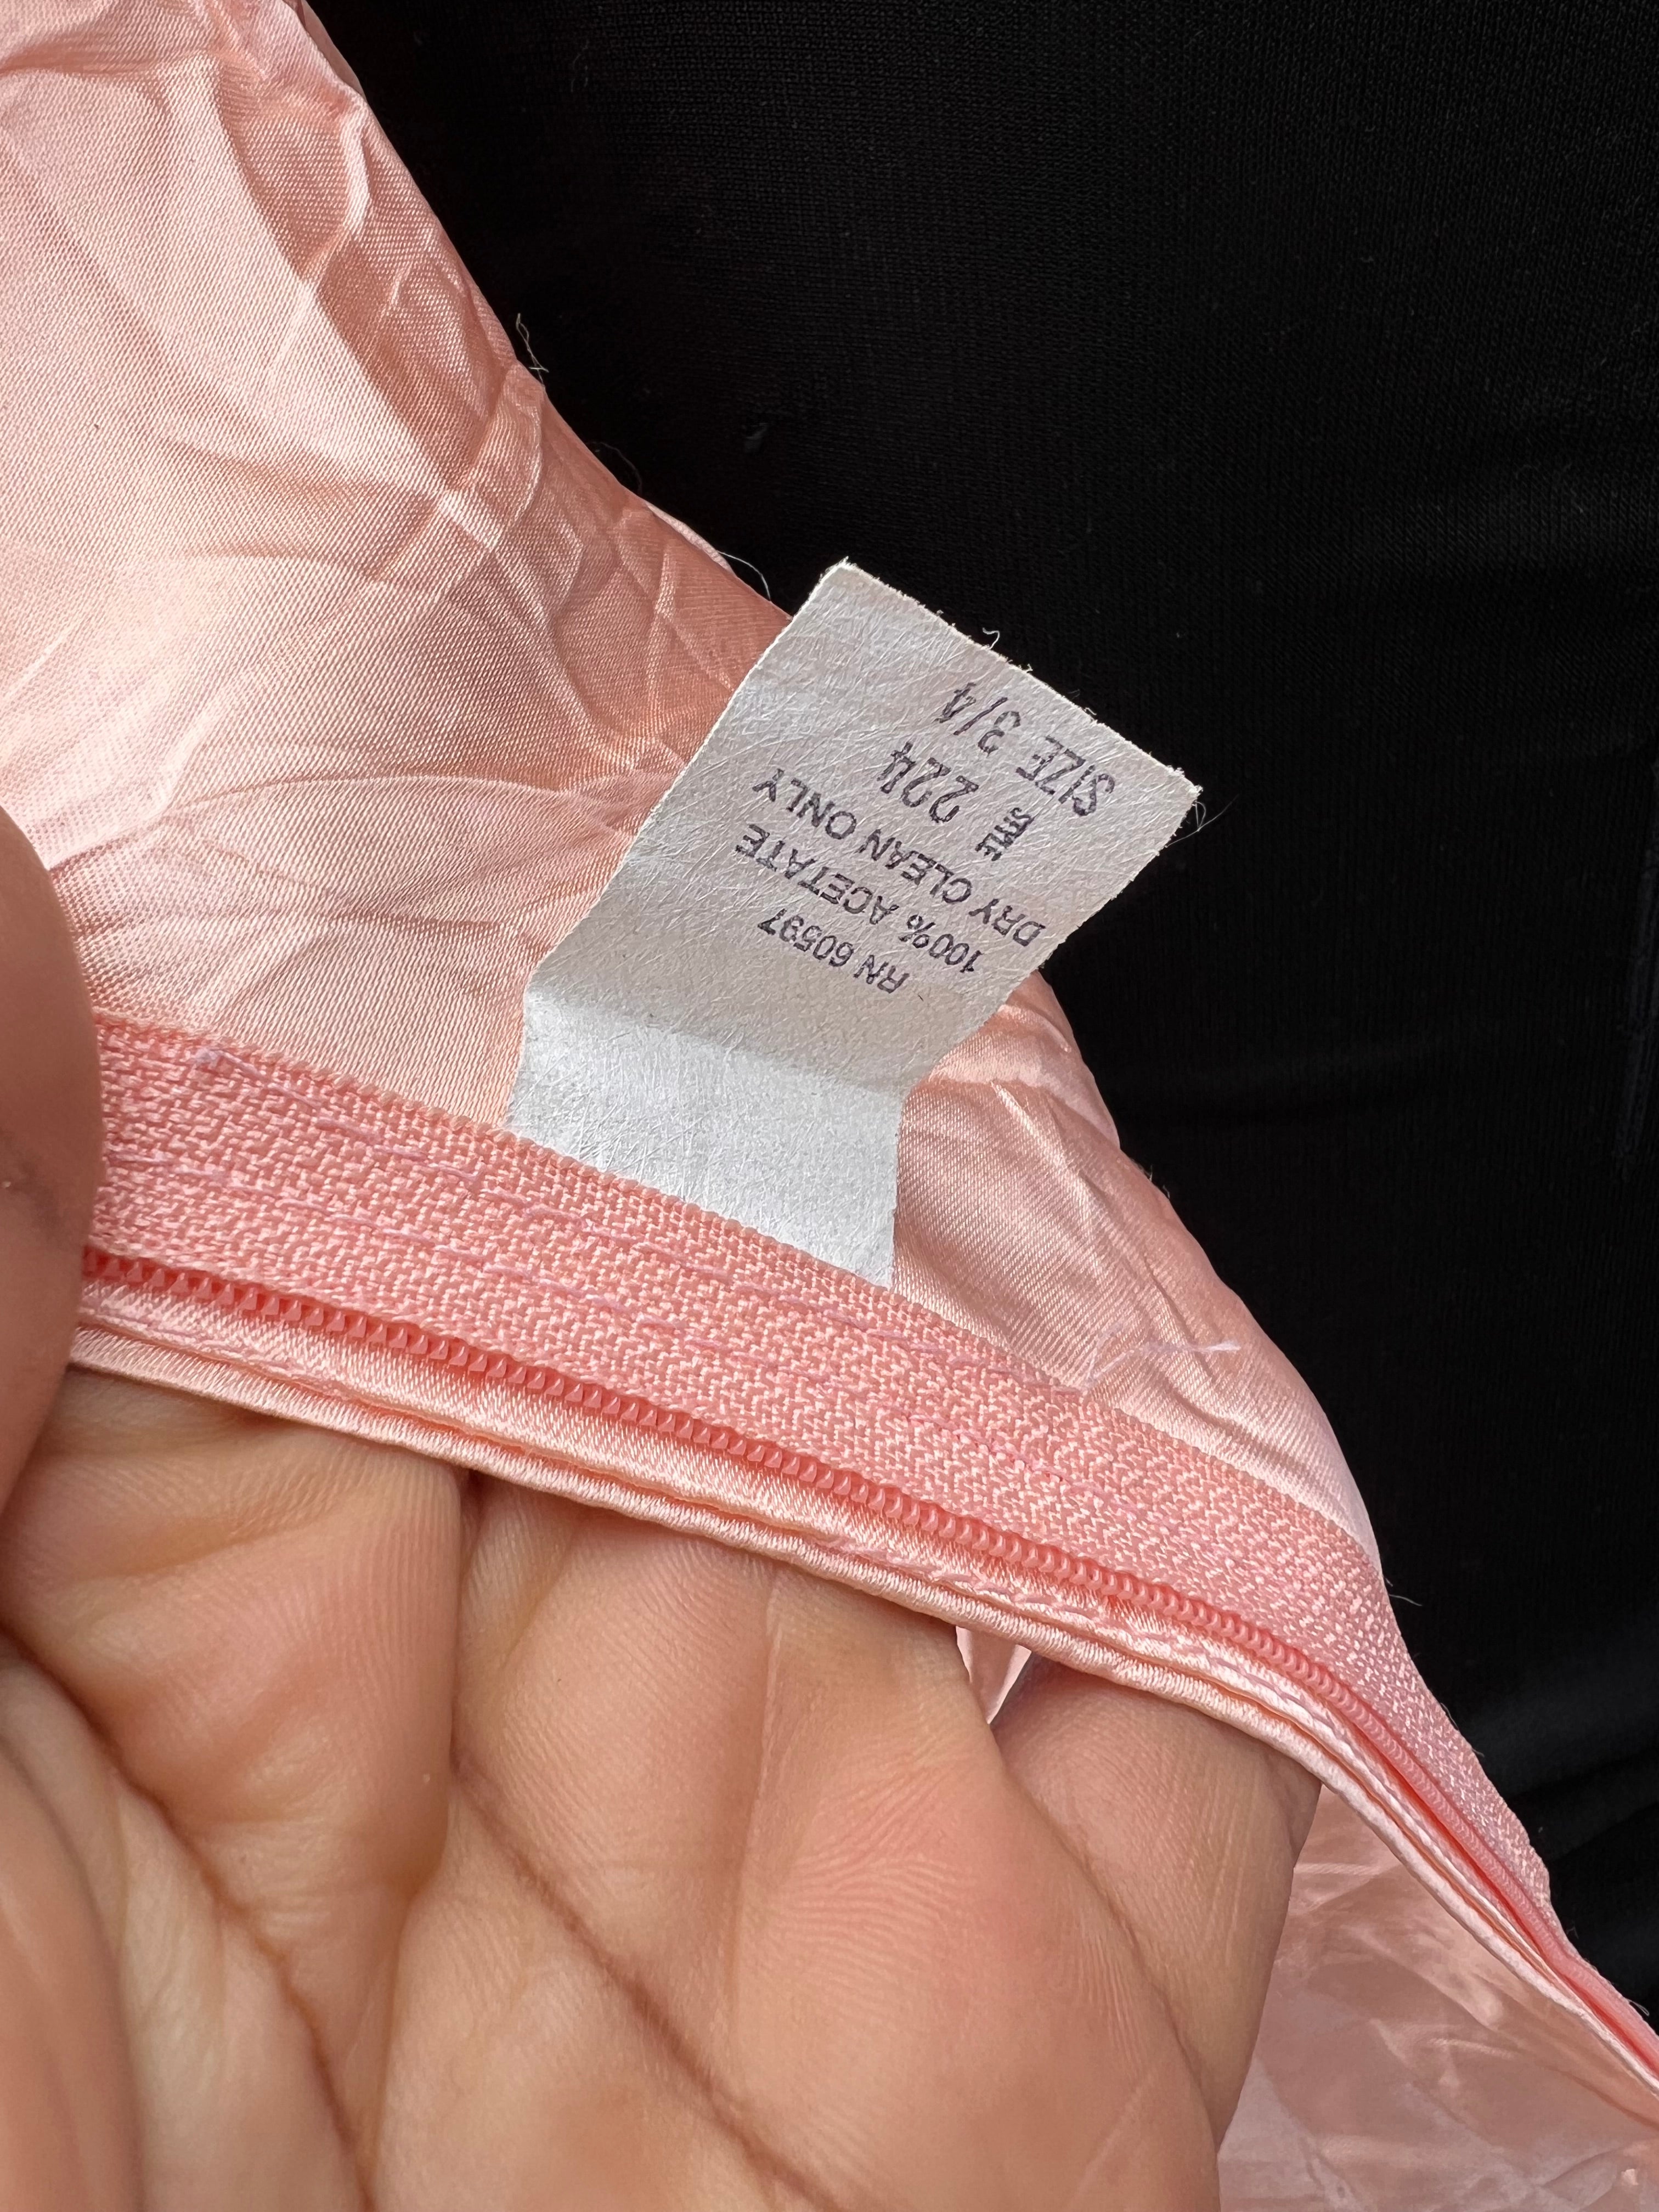 RN 60597
100% ACETATE
DRY CLEAN ONLY
224
SIZE 3/4